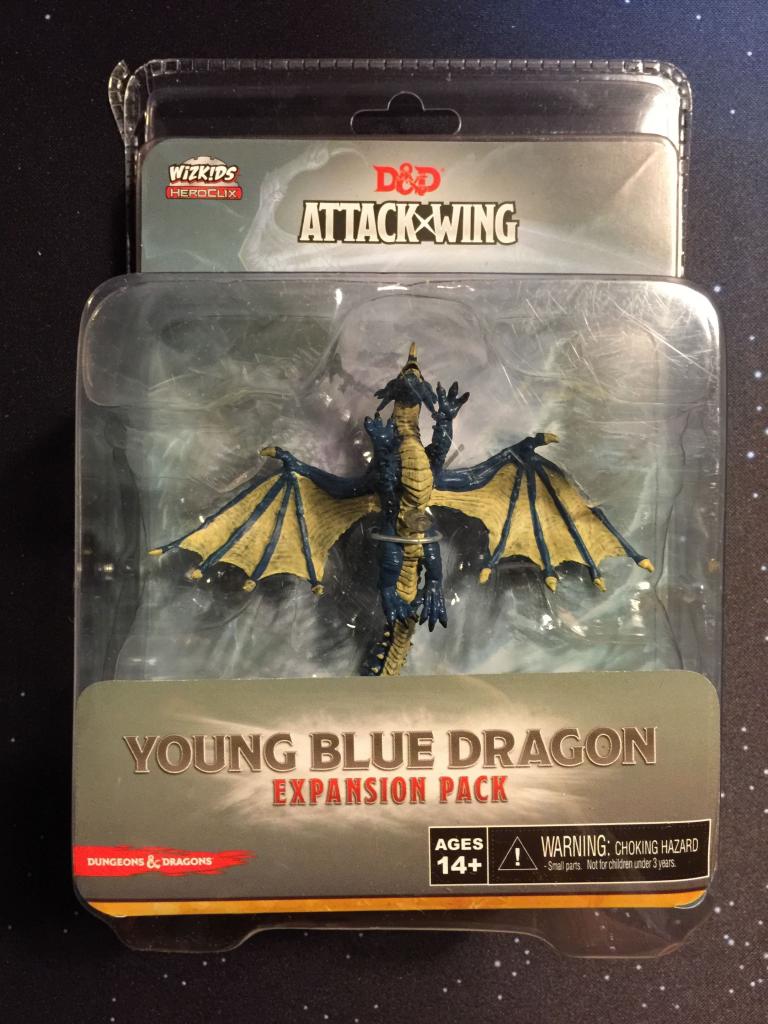 WIZKIDS
HEROCLIX
D&D
ATTACK WING
YOUNG BLUE DRAGON
EXPANSION PACK
DUNGEONS & DRAGONS
AGES
14+
WARNING: CHOKING HAZARD
- Small parts. Not for children under 3 years.